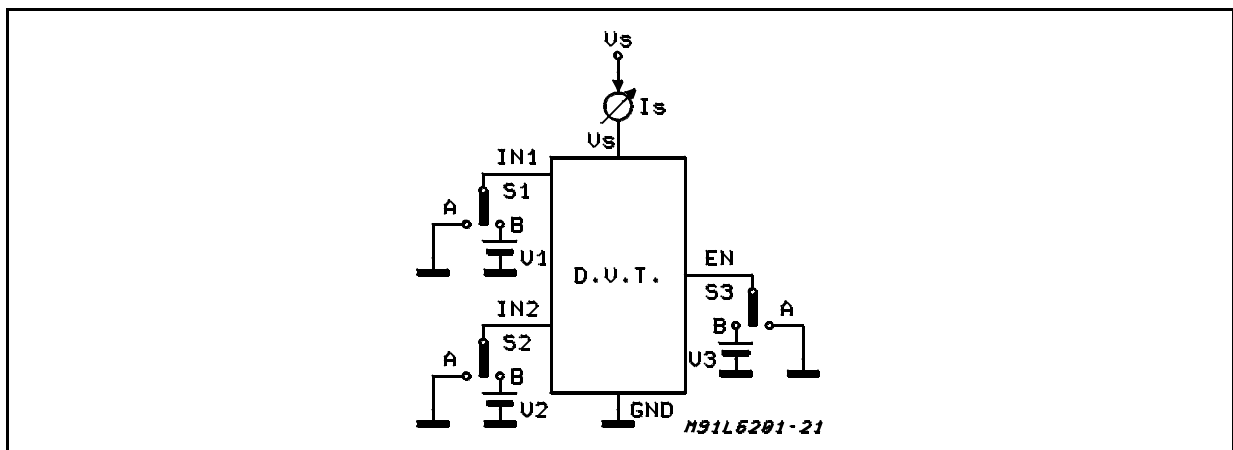 Vs
Is
Vs
IN1
S1
A
B
V1
D.V.T.
EN
S3
B
A
V3
IN2
S2
A
B
V2
GND
M91L6201-21